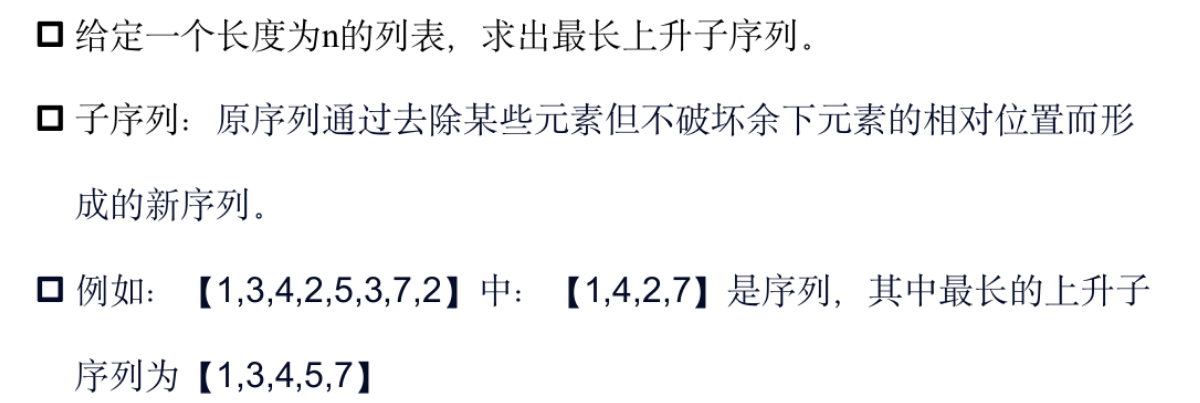 给定一个长度为n的列表，求出最长上升子序列。
子序列：原序列通过去除某些元素但不破坏余下元素的相对位置而形
成的新序列。
例如：【1,3,4,2,5,3,7,2】中：【1,4,2,7】是序列，其中最长的上升子
序列为【1,3,4,5,7】